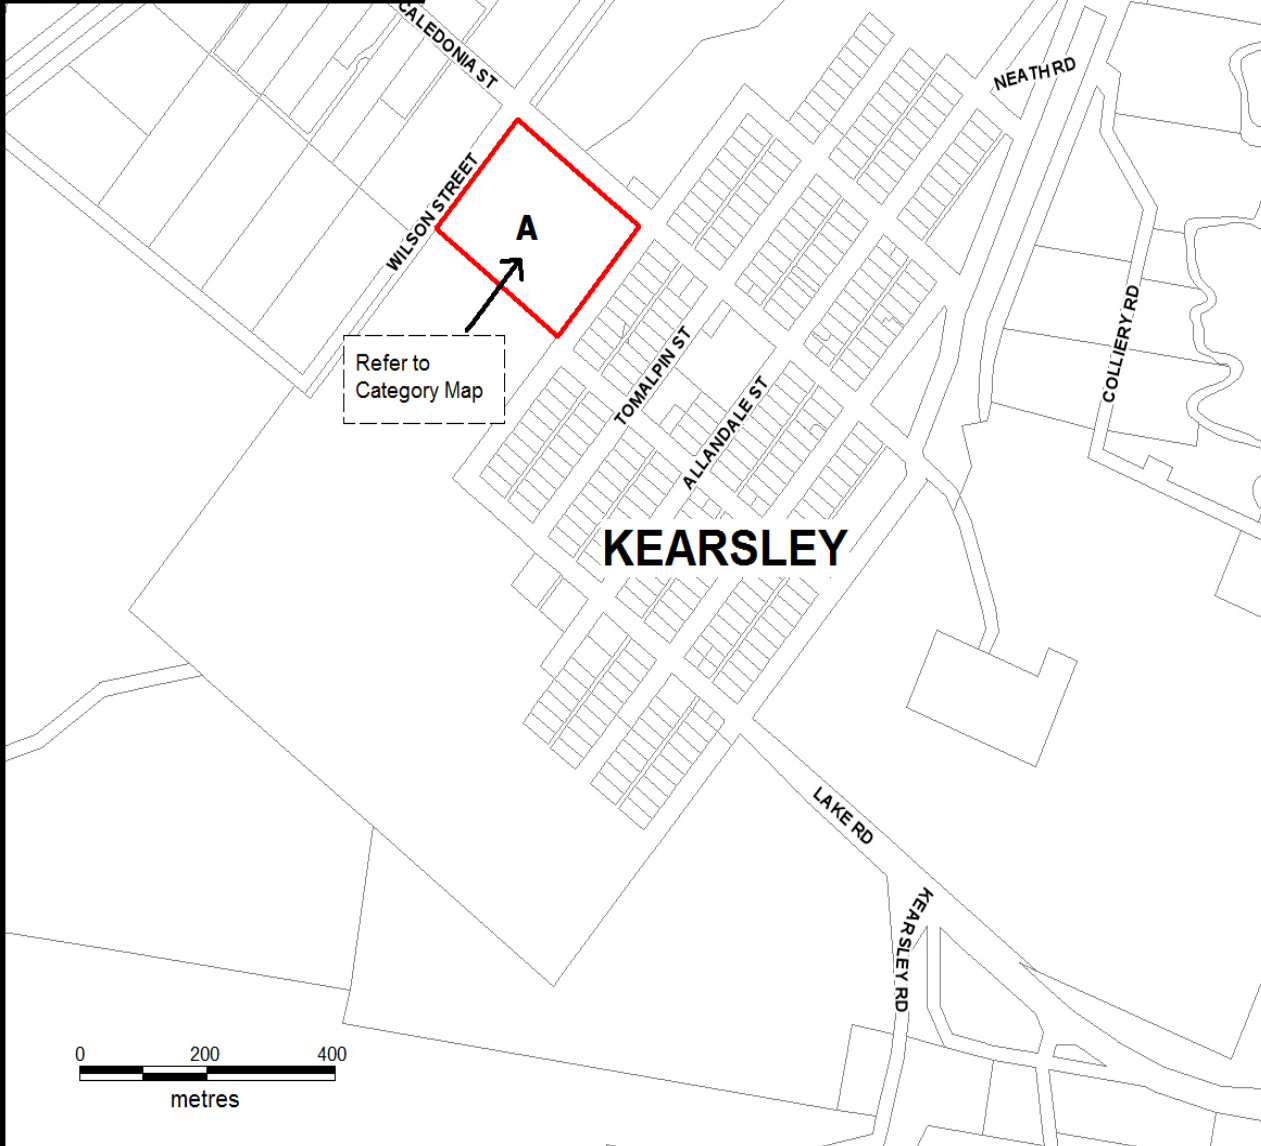 CALEDONIA ST
NEATH RD
WILSON STREET
A
COLLIERY RD
Refer to
Category Map
TOMALPIN ST
ALLANDALE ST
KEARSLEY
LAKE RD
KEARSLEY RD
0 200 400
metres